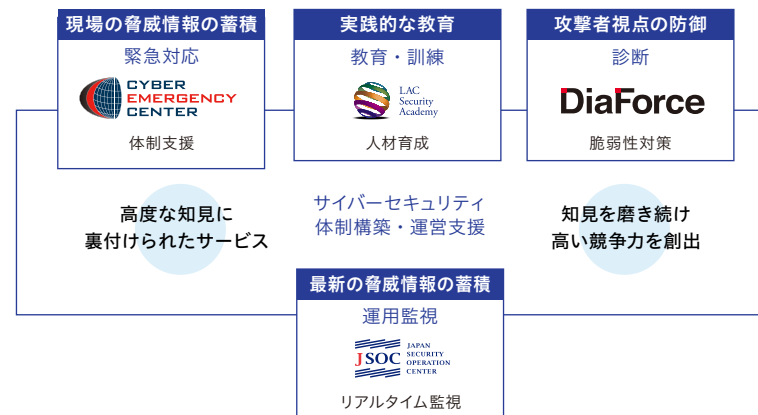 現場の脅威情報の蓄積
緊急対応
CYBER
EMERGENCY
CENTER
体制支援
実践的な教育
教育・訓練
LAC
Security
Academy
人材育成
攻撃者視点の防御
診断
DiaForce
脆弱性対策
高度な知見に
裏付けられたサービス
サイバーセキュリティ
体制構築・運営支援
知見を磨き続け
高い競争力を創出
最新の脅威情報の蓄積
運用監視
JSOC
JAPAN
SECURITY
OPERATION
CENTER
リアルタイム監視